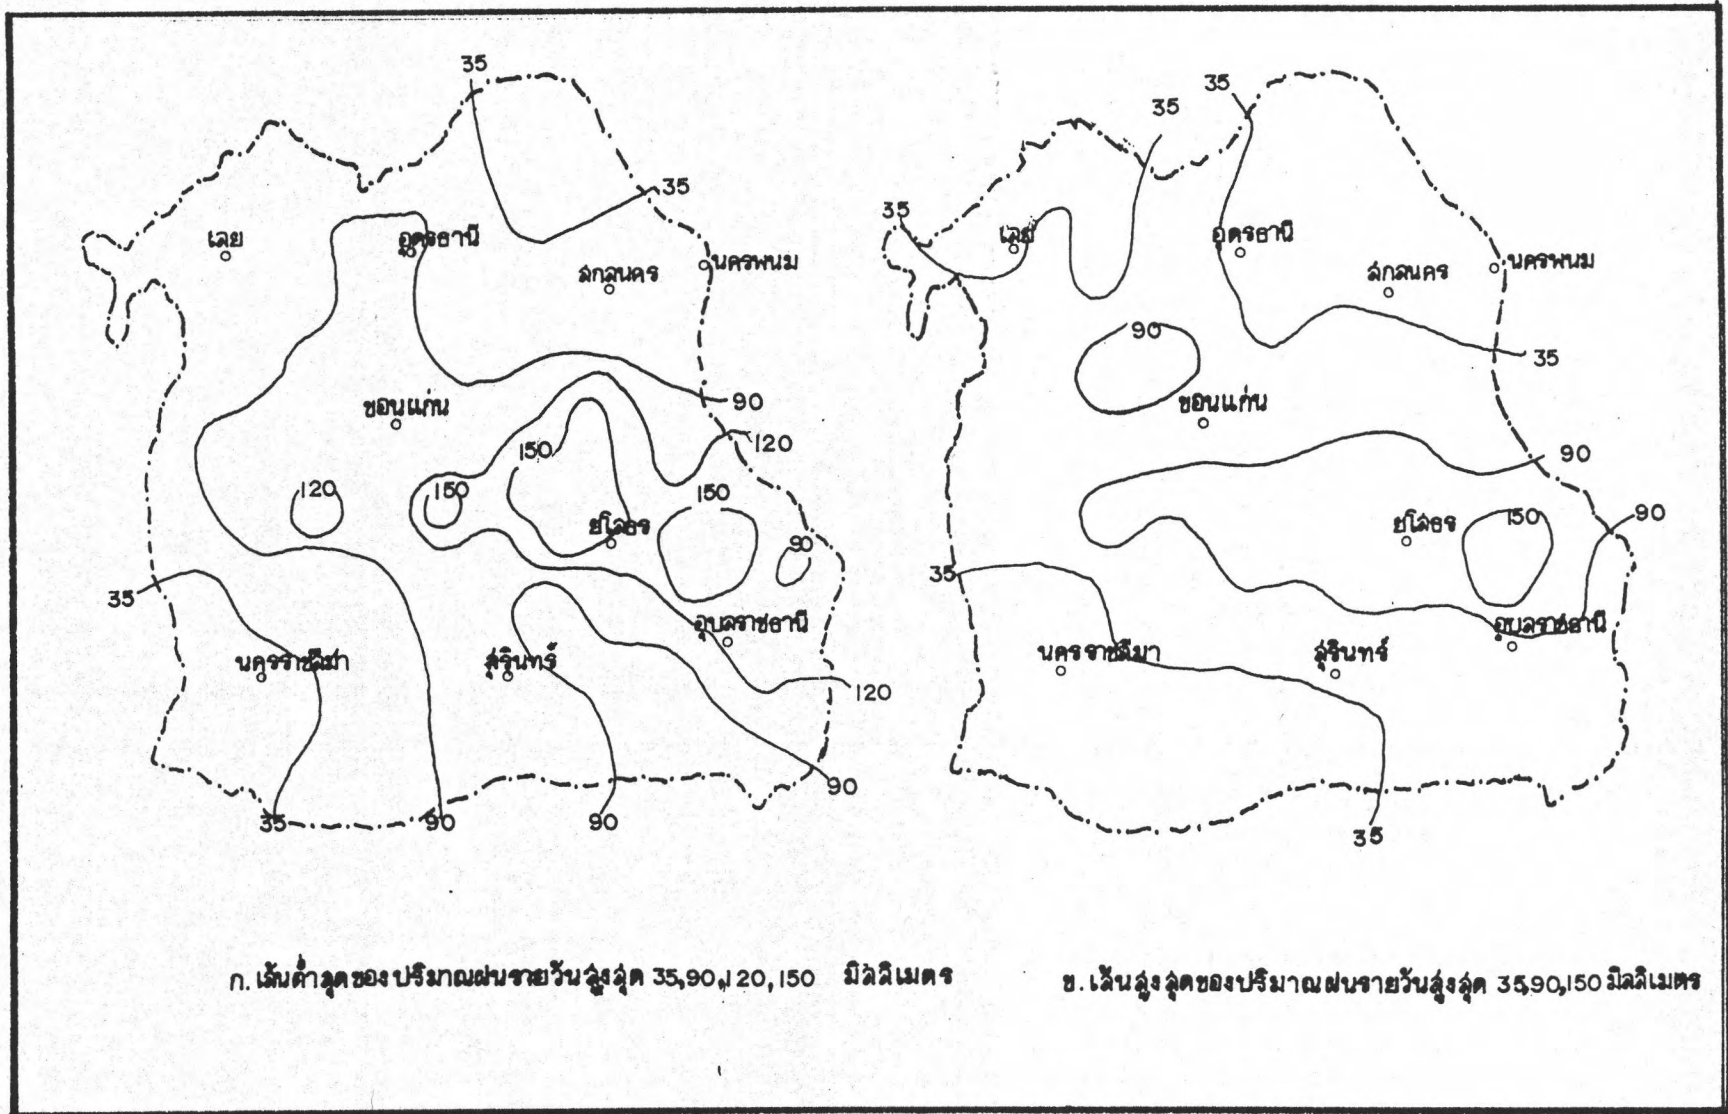 35
35
เลย
อุดรธานี
สกลนคร
นครพนม
ขอนแก่น
90
120
120
150
150
150
90
ยโสธร
35
อุบลราชธานี
นครราชสีมา
สุรินทร์
120
90
35
90
90
ก. เส้นต่ำสุดของปริมาณฝนรายวันสูงสุด 35,90,120,150 มิลลิเมตร
35
35
35
เลย
อุดรธานี
สกลนคร
นครพนม
90
35
ขอนแก่น
90
150
90
ยโสธร
35
อุบลราชธานี
นครราชสีมา
สุรินทร์
35
ข. เส้นสูงสุดของปริมาณฝนรายวันสูงสุด 35,90,150 มิลลิเมตร